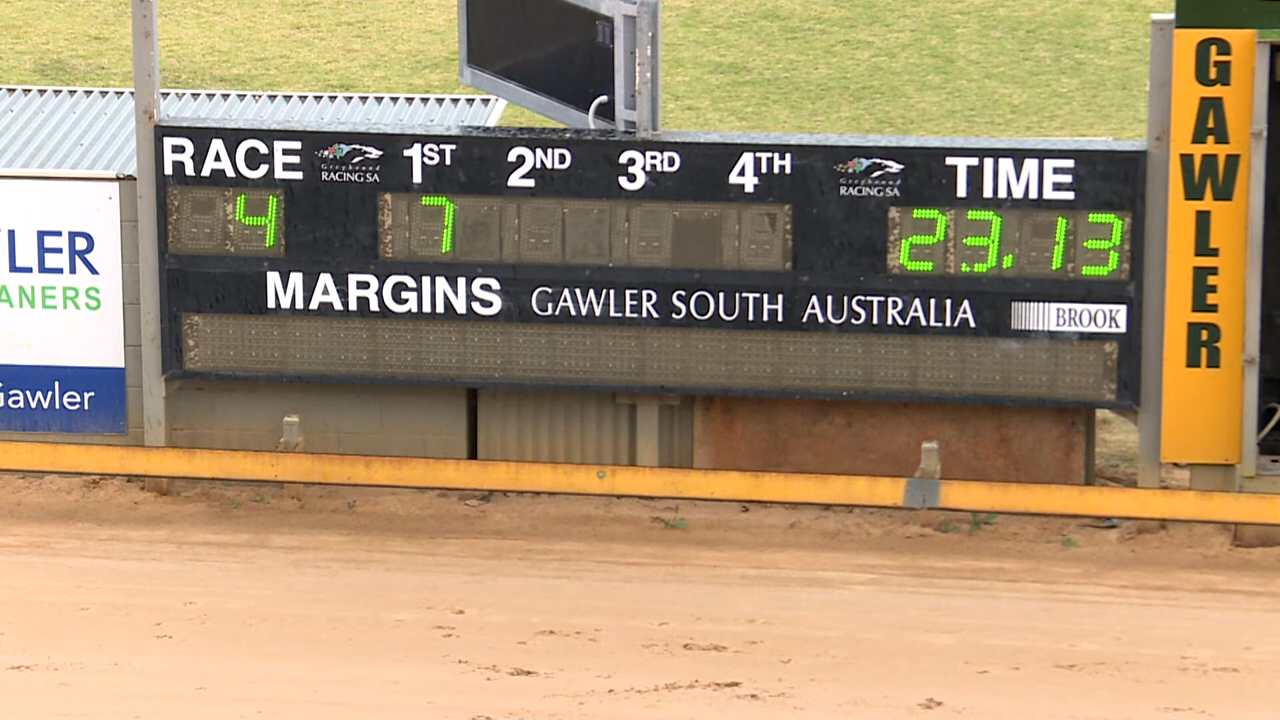 RACE
Greyhound
RACING SA
1ST 2ND 3RD 4TH
Greyhound
RACING SA
TIME
4 7 23.13
MARGINS GAWLER SOUTH AUSTRALIA BROOK
LER
ANERS
Gawler
GAWLER